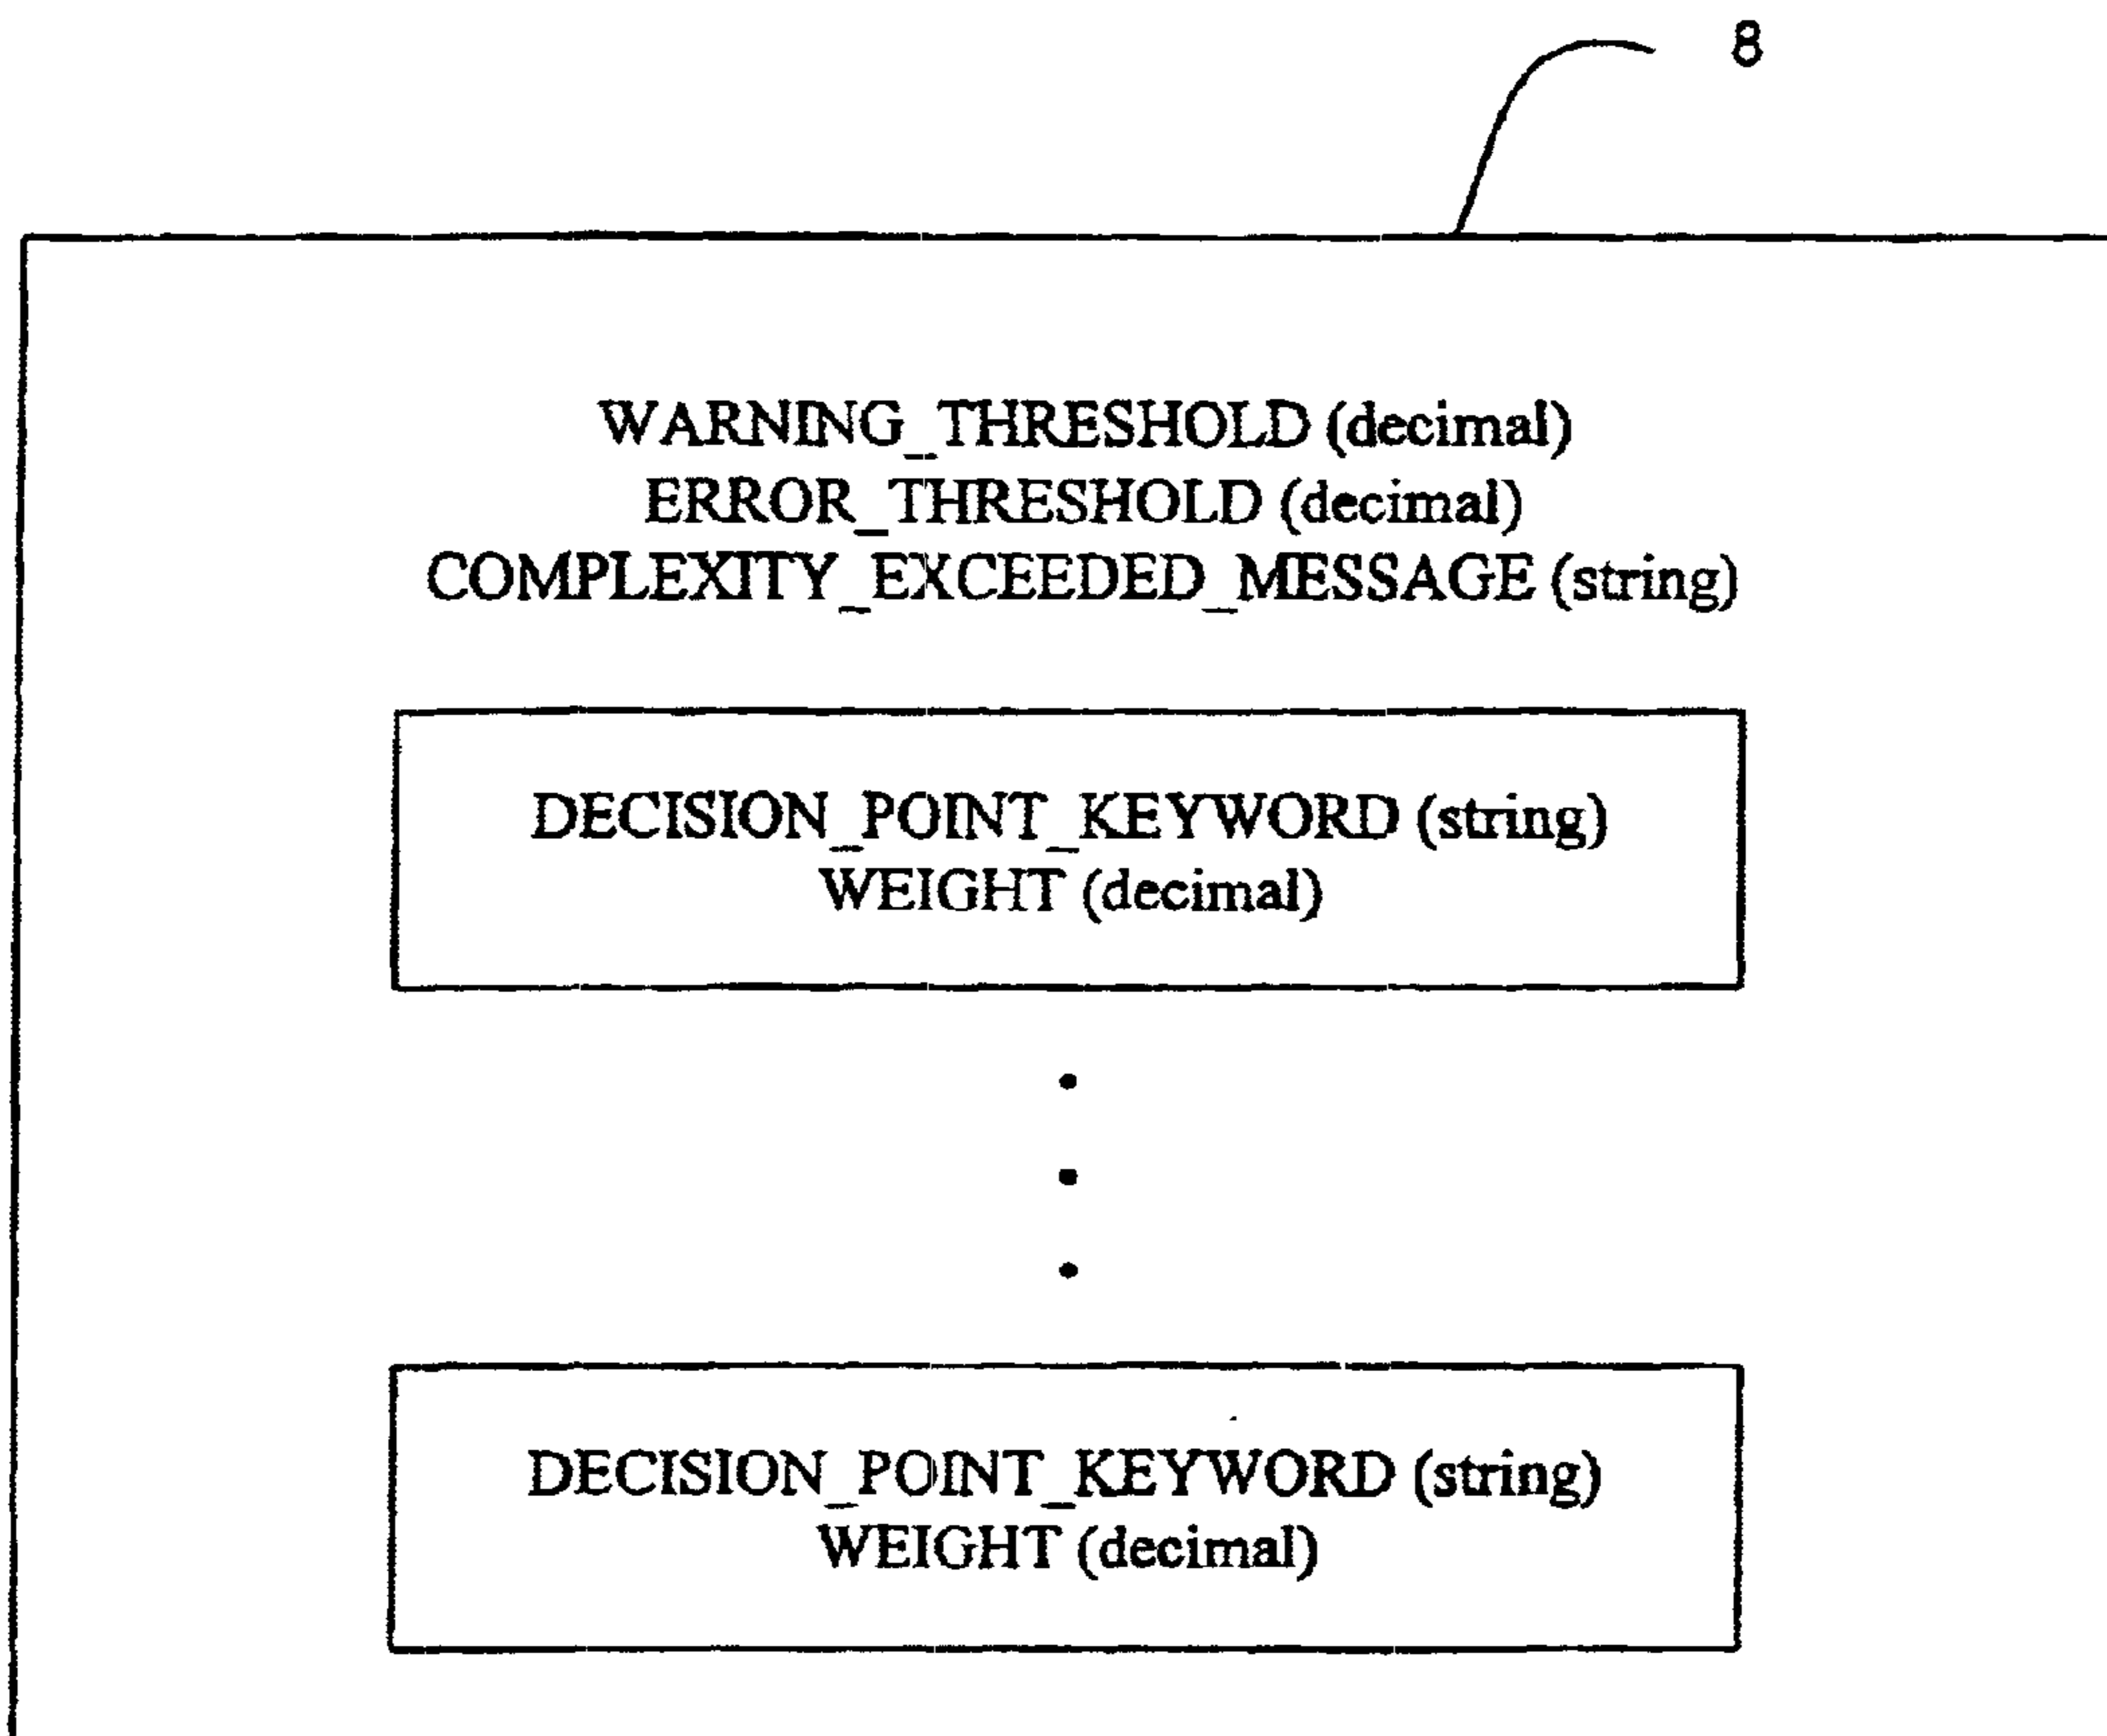 8
WARNING_THRESHOLD (decimal)
ERROR_THRESHOLD (decimal)
COMPLEXITY_EXCEEDED_MESSAGE (string)
DECISION_POINT_KEYWORD (string)
WEIGHT (decimal)
DECISION_POINT_KEYWORD (string)
WEIGHT (decimal)